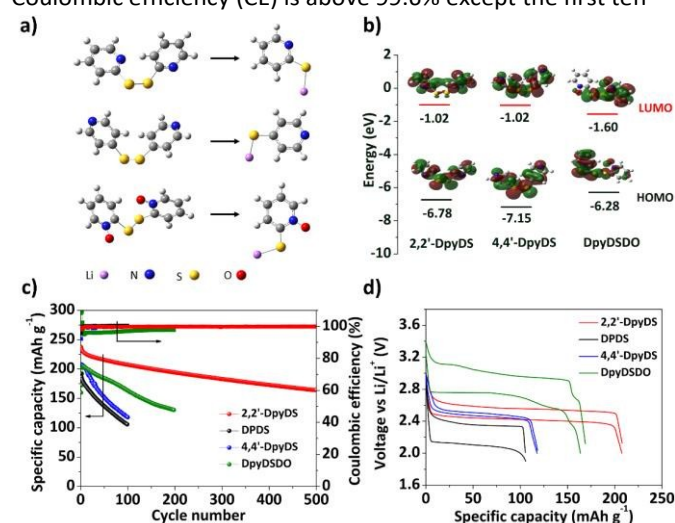 Coulombic efficiency (CE) is above 99.6% except the first ten
a)
Li N S O
b)
Energy (eV)
2
0
-2
-4
-6
-8
-10
-1.02
-1.02
-1.60
LUMO
-6.78
-7.15
-6.28
HOMO
2,2'-DpyDS
4,4'-DpyDS
DpyDSDO
c)
Specific capacity (mAh g⁻¹)
300
250
200
150
100
50
0
0 100 200 300 400 500
Cycle number
100
80
60
40
20
0
Coulombic efficiency (%)
2,2'-DpyDS
DPDS
4,4'-DpyDS
DpyDSDO
d)
Voltage vs Li/Li⁺ (V)
3.6
3.2
2.8
2.4
2.0
1.6
0 50 100 150 200 250
Specific capacity (mAh g⁻¹)
2,2'-DpyDS
DPDS
4,4'-DpyDS
DpyDSDO